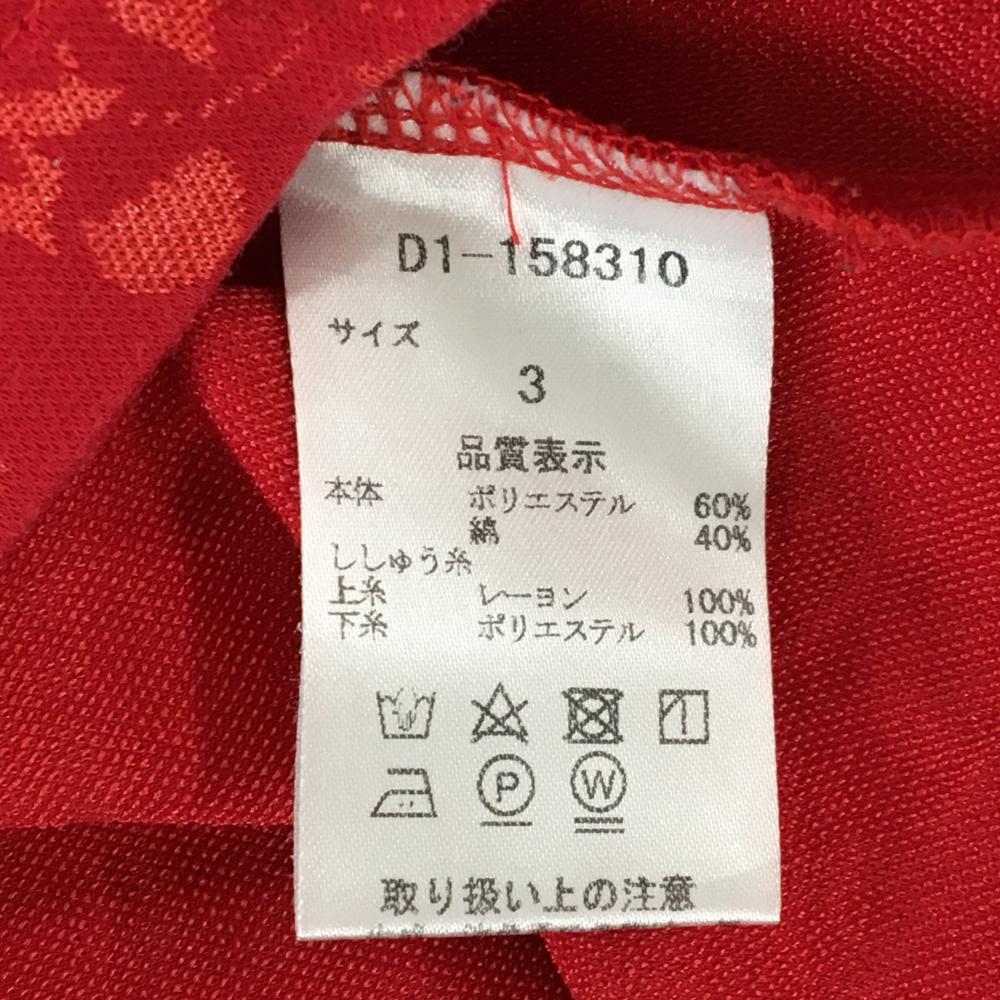 D1-158310
サイズ
3
品質表示
本体 ポリエステル 60%
綿 40%
ししゅう糸
上糸 レーヨン 100%
下糸 ポリエステル 100%
P W
取り扱い上の注意